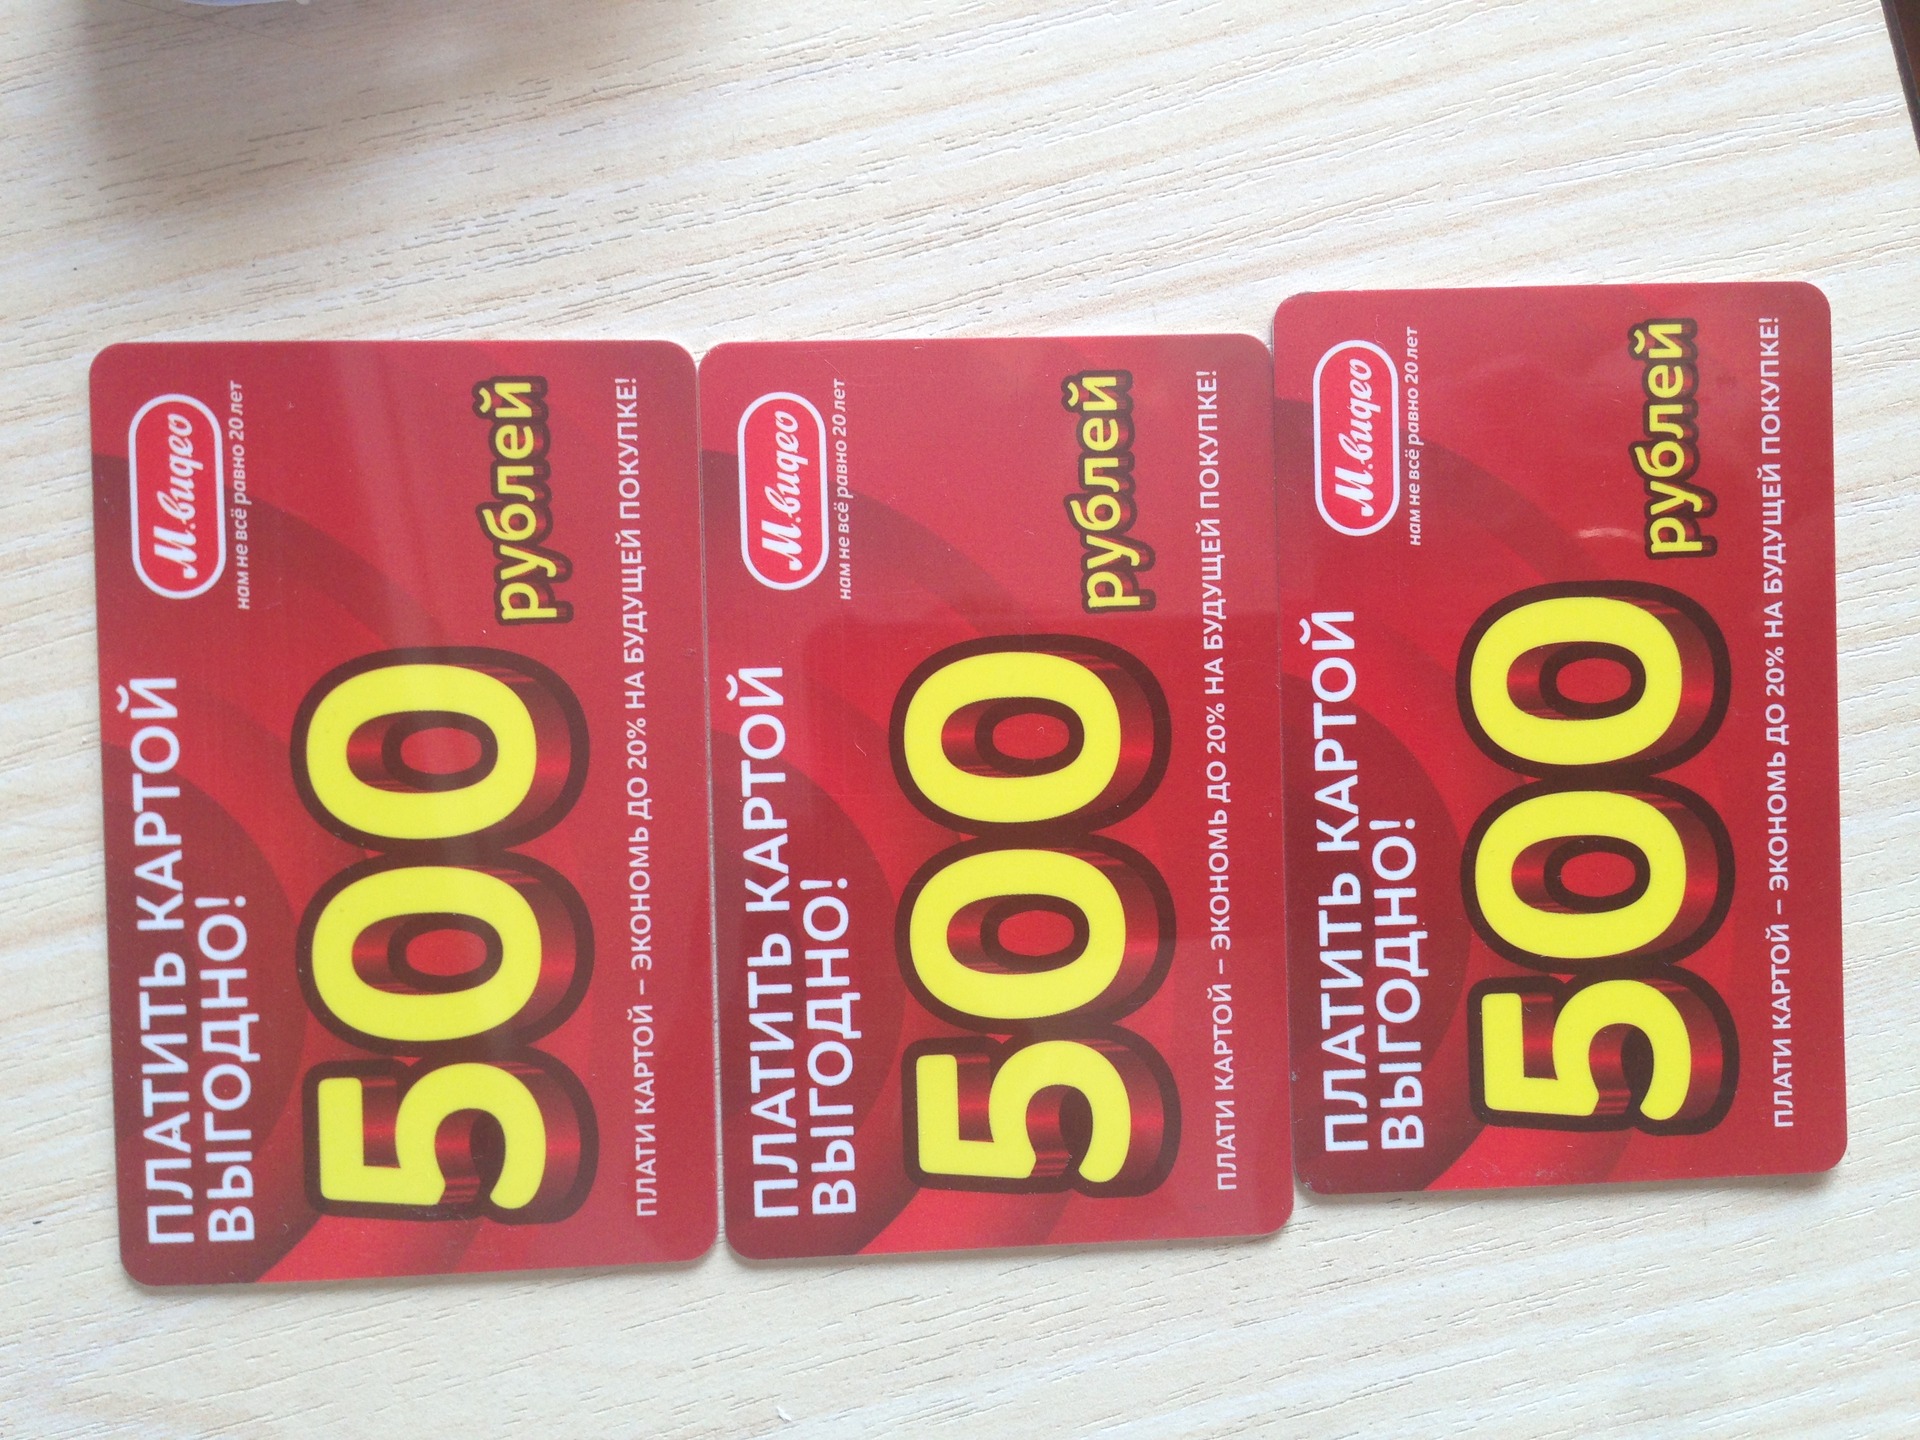 ПЛАТИТЬ КАРТОЙ
ВЫГОДНО!
М.видео
нам не всё равно 20 лет
500 рублей
ПЛАТИ КАРТОЙ – ЭКОНОМЬ ДО 20% НА БУДУЩЕЙ ПОКУПКЕ!
ПЛАТИТЬ КАРТОЙ
ВЫГОДНО!
М.видео
нам не всё равно 20 лет
500 рублей
ПЛАТИ КАРТОЙ – ЭКОНОМЬ ДО 20% НА БУДУЩЕЙ ПОКУПКЕ!
ПЛАТИТЬ КАРТОЙ
ВЫГОДНО!
М.видео
нам не всё равно 20 лет
500 рублей
ПЛАТИ КАРТОЙ – ЭКОНОМЬ ДО 20% НА БУДУЩЕЙ ПОКУПКЕ!